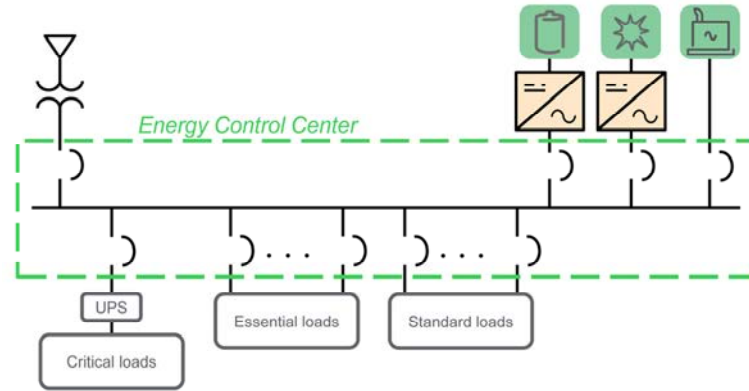 Energy Control Center
UPS
Essential loads
Standard loads
Critical loads